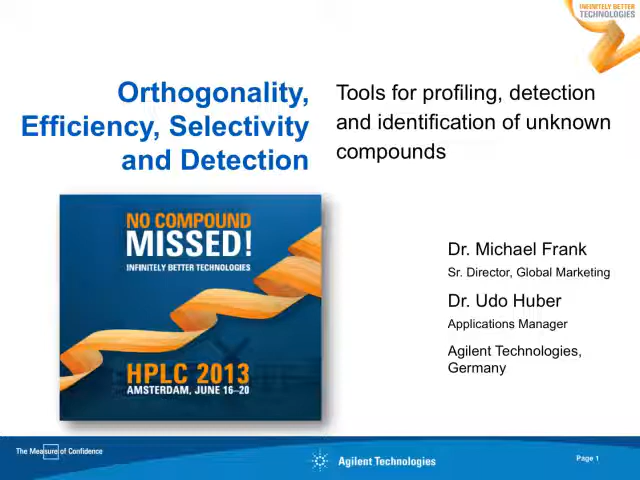 INFINITELY BETTER
TECHNOLOGIES
Orthogonality,
Efficiency, Selectivity
and Detection
Tools for profiling, detection
and identification of unknown
compounds
NO COMPOUND
MISSED!
INFINITELY BETTER TECHNOLOGIES
HPLC 2013
AMSTERDAM, JUNE 16–20
Dr. Michael Frank
Sr. Director, Global Marketing
Dr. Udo Huber
Applications Manager
Agilent Technologies,
Germany
The Measure of Confidence
Agilent Technologies
Page 1